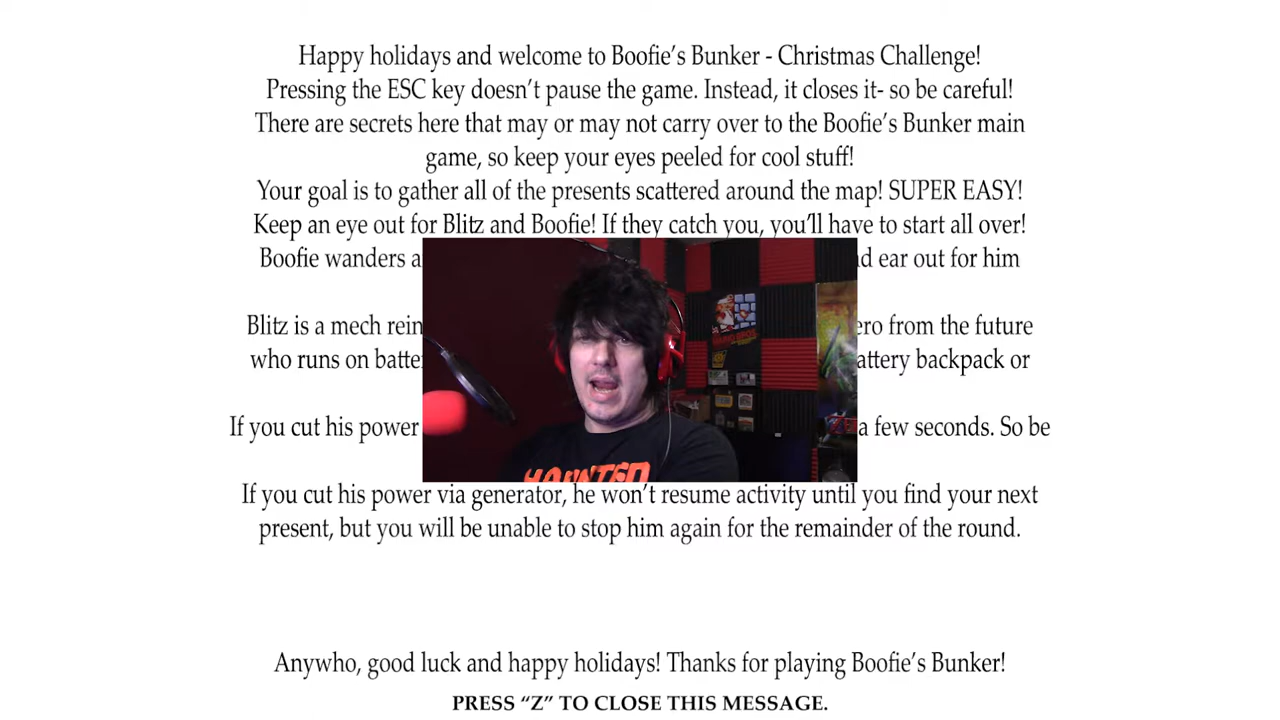 Happy holidays and welcome to Boofie's Bunker - Christmas Challenge!
Pressing the ESC key doesn't pause the game. Instead, it closes it- so be careful!
There are secrets here that may or may not carry over to the Boofie's Bunker main
game, so keep your eyes peeled for cool stuff!
Your goal is to gather all of the presents scattered around the map! SUPER EASY!
Keep an eye out for Blitz and Boofie! If they catch you, you'll have to start all over!
Boofie wanders ear out for him
Blitz is a mech from the future
who runs on backpack or
If you cut his power a few seconds. So be
HAUNTED
If you cut his power via generator, he won't resume activity until you find your next
present, but you will be unable to stop him again for the remainder of the round.
Anywho, good luck and happy holidays! Thanks for playing Boofie's Bunker!
PRESS “Z” TO CLOSE THIS MESSAGE.